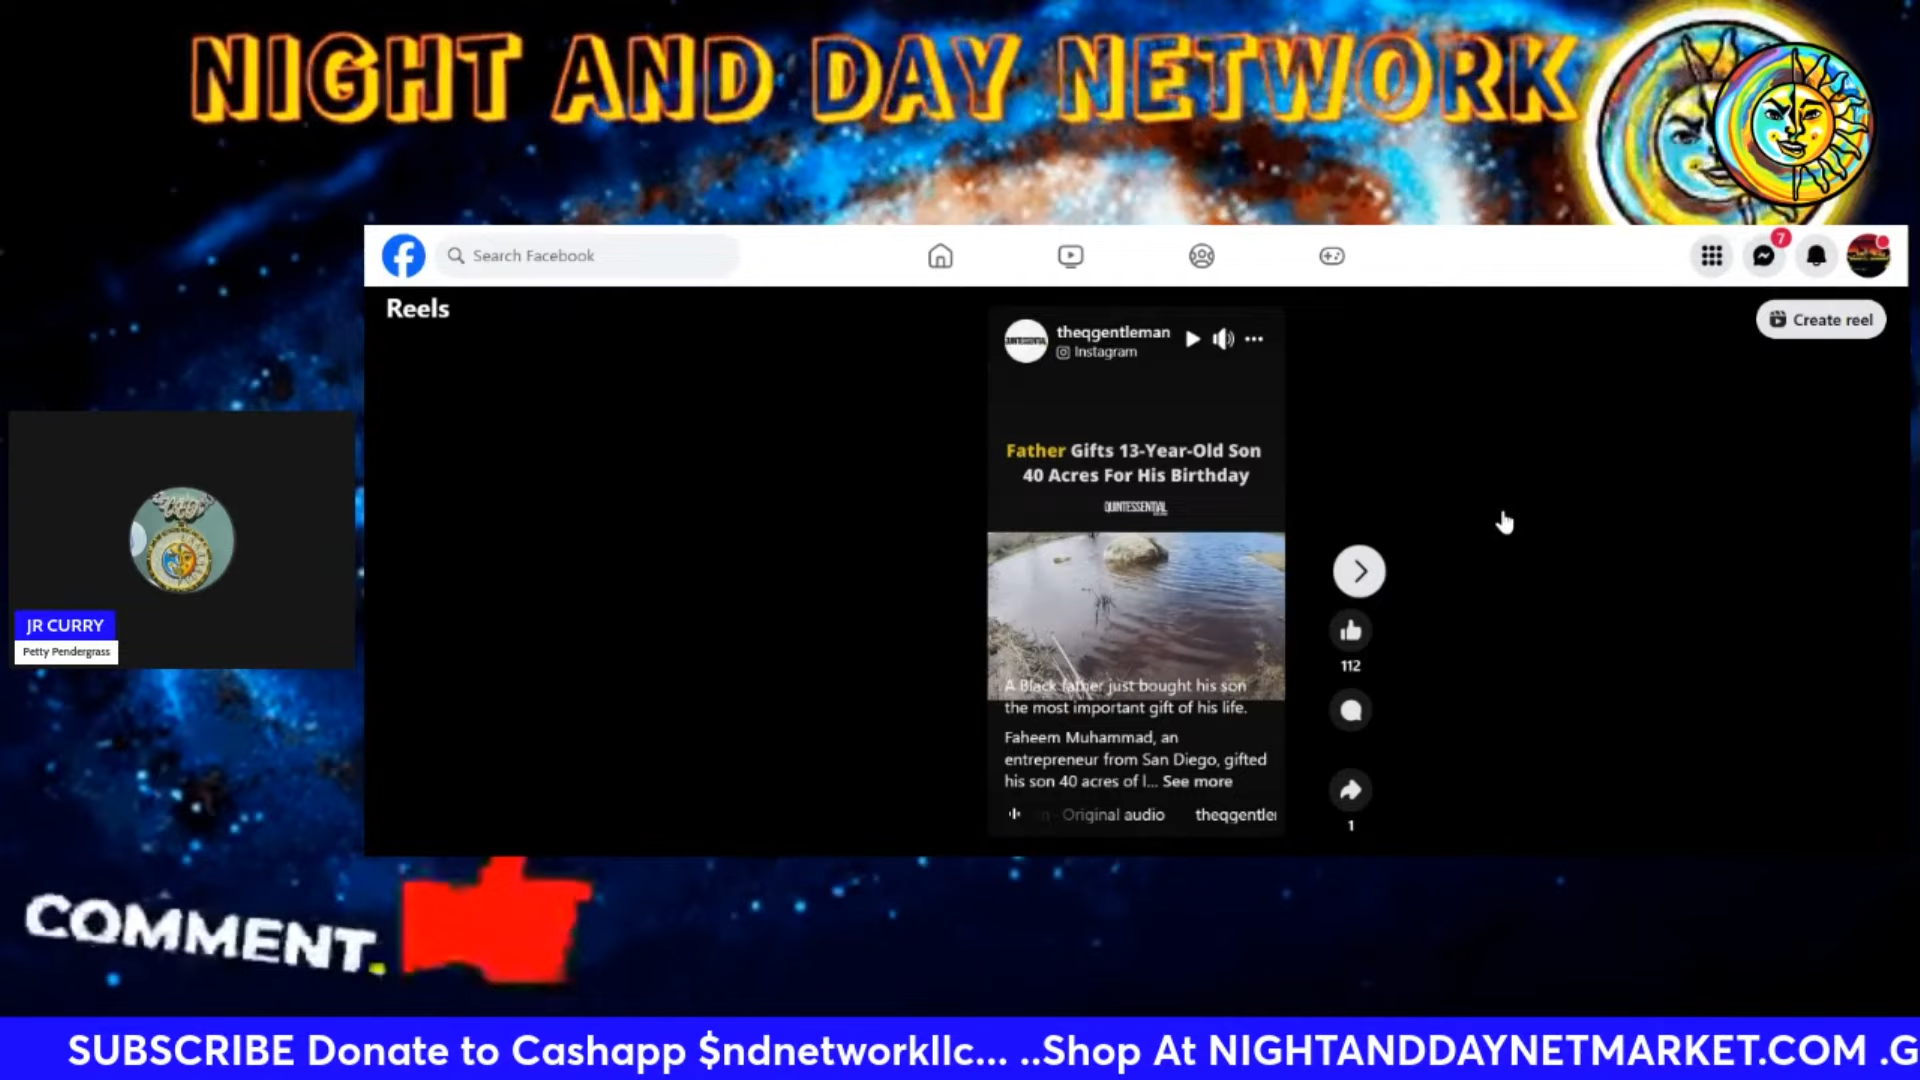 NIGHT AND DAY NETWORK
Search Facebook
7
Reels
Create reel
theqgentleman
Instagram
Father Gifts 13-Year-Old Son
40 Acres For His Birthday
QUINTESSENTIAL
A Black father just bought his son
the most important gift of his life.
Faheem Muhammad, an
entrepreneur from San Diego, gifted
his son 40 acres of l... See more
Original audio
theqgentle
112
1
JR CURRY
Petty Pendergrass
COMMENT.
SUBSCRIBE Donate to Cashapp $ndnetworkllc... ..Shop At NIGHTANDDAYNETMARKET.COM .G